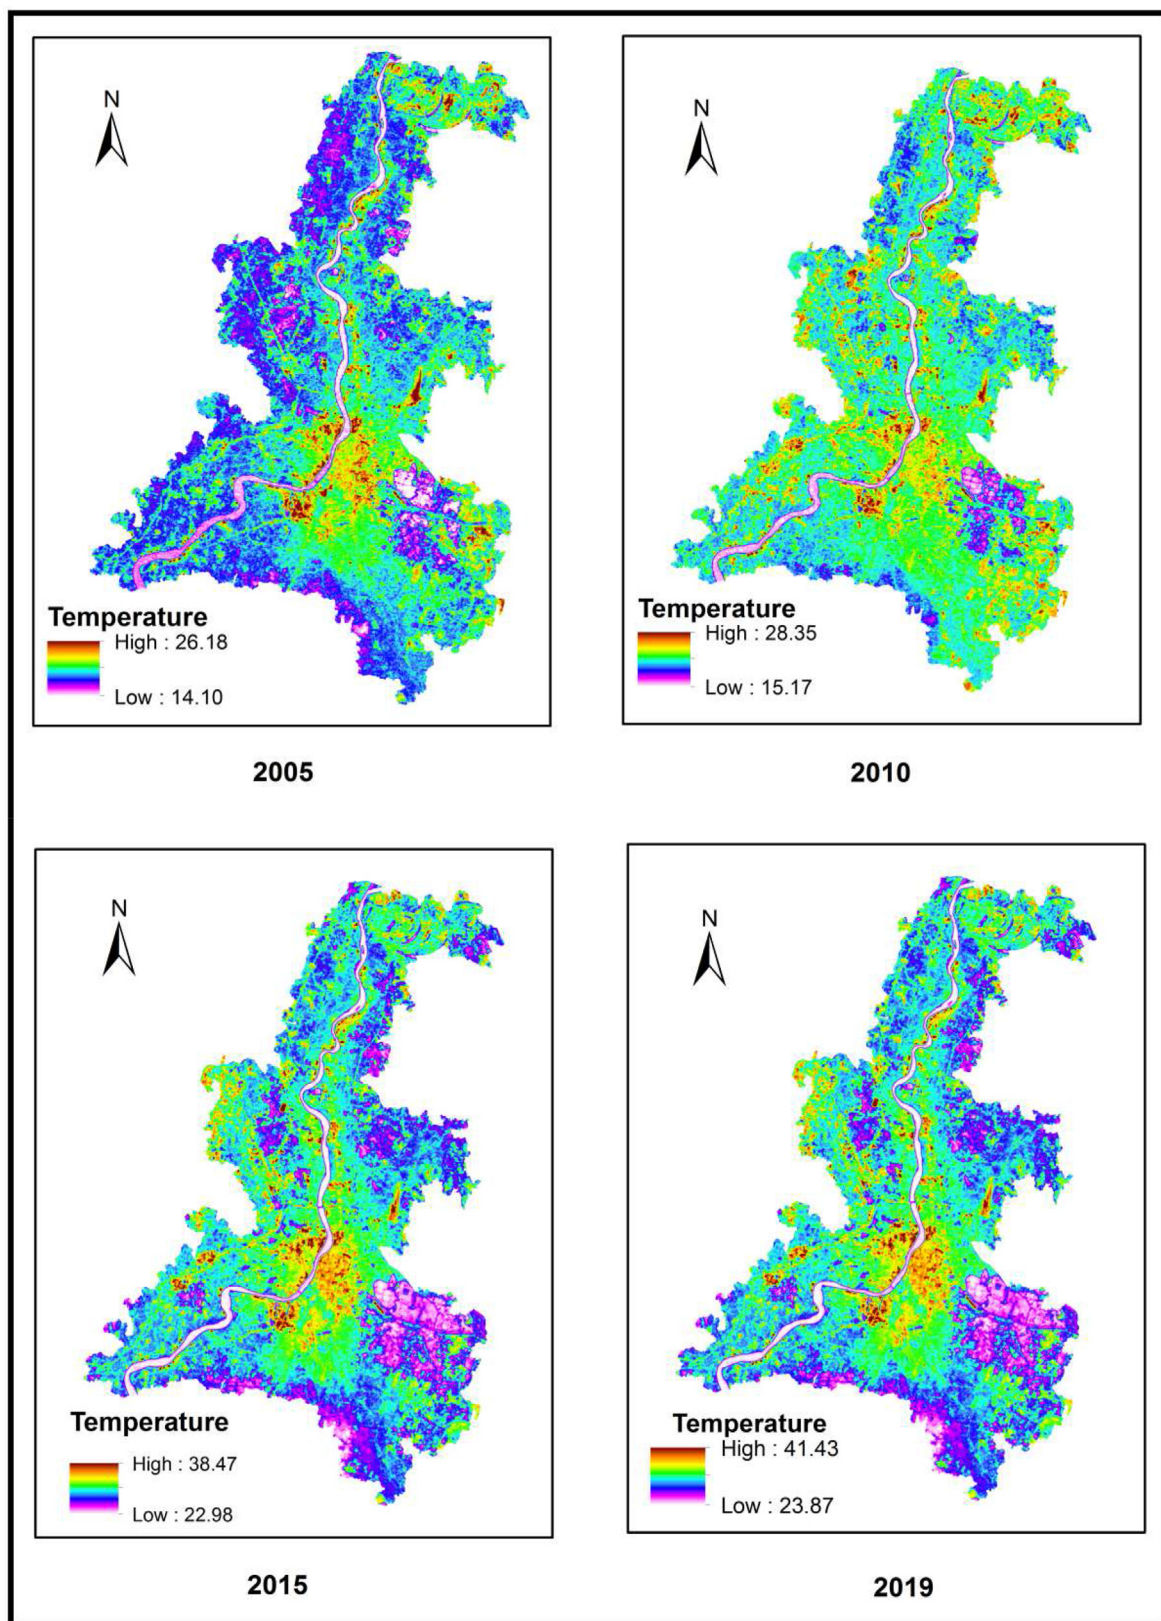 N
Temperature
High : 26.18
Low : 14.10
2005
N
Temperature
High : 28.35
Low : 15.17
2010
N
Temperature
High : 38.47
Low : 22.98
2015
N
Temperature
High : 41.43
Low : 23.87
2019